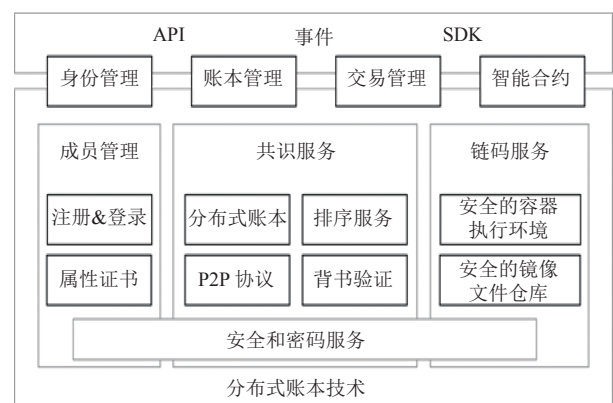 API 事件 SDK
身份管理 账本管理 交易管理 智能合约
成员管理 共识服务 链码服务
注册&登录 分布式账本 排序服务 安全的容器
执行环境
属性证书 P2P 协议 背书验证 安全的镜像
文件仓库
安全和密码服务
分布式账本技术